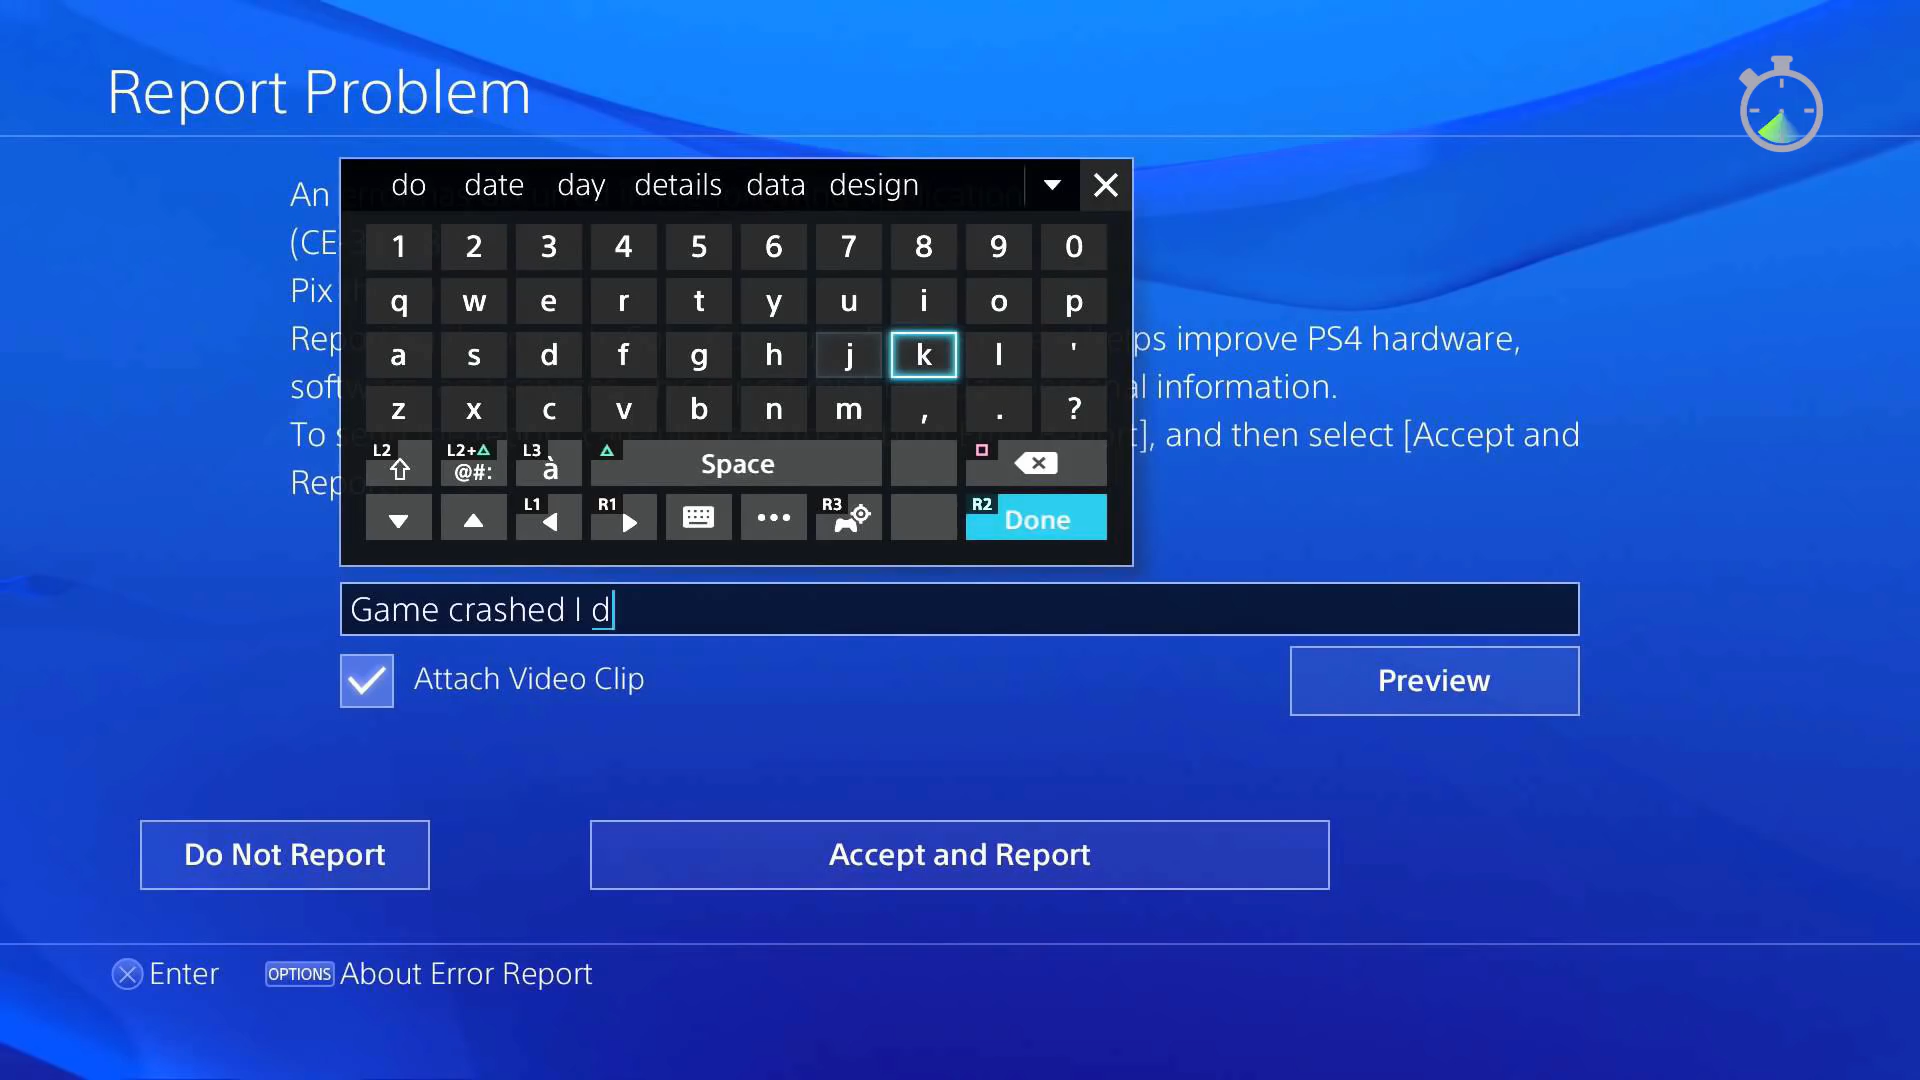 Report Problem
do date day details data design
An
(CE-
Pix
1 2 3 4 5 6 7 8 9 0
q w e r t y u i o p
a s d f g h j k l '
z x c v b n m , . ?
L2 L2+△ @#: L3 à △ Space □
L1 R1 R3 R2 Done
Rep ps improve PS4 hardware,
soft al information.
To s t], and then select [Accept and
Rep
Game crashed I d
Attach Video Clip
Preview
Do Not Report
Accept and Report
Enter OPTIONS About Error Report